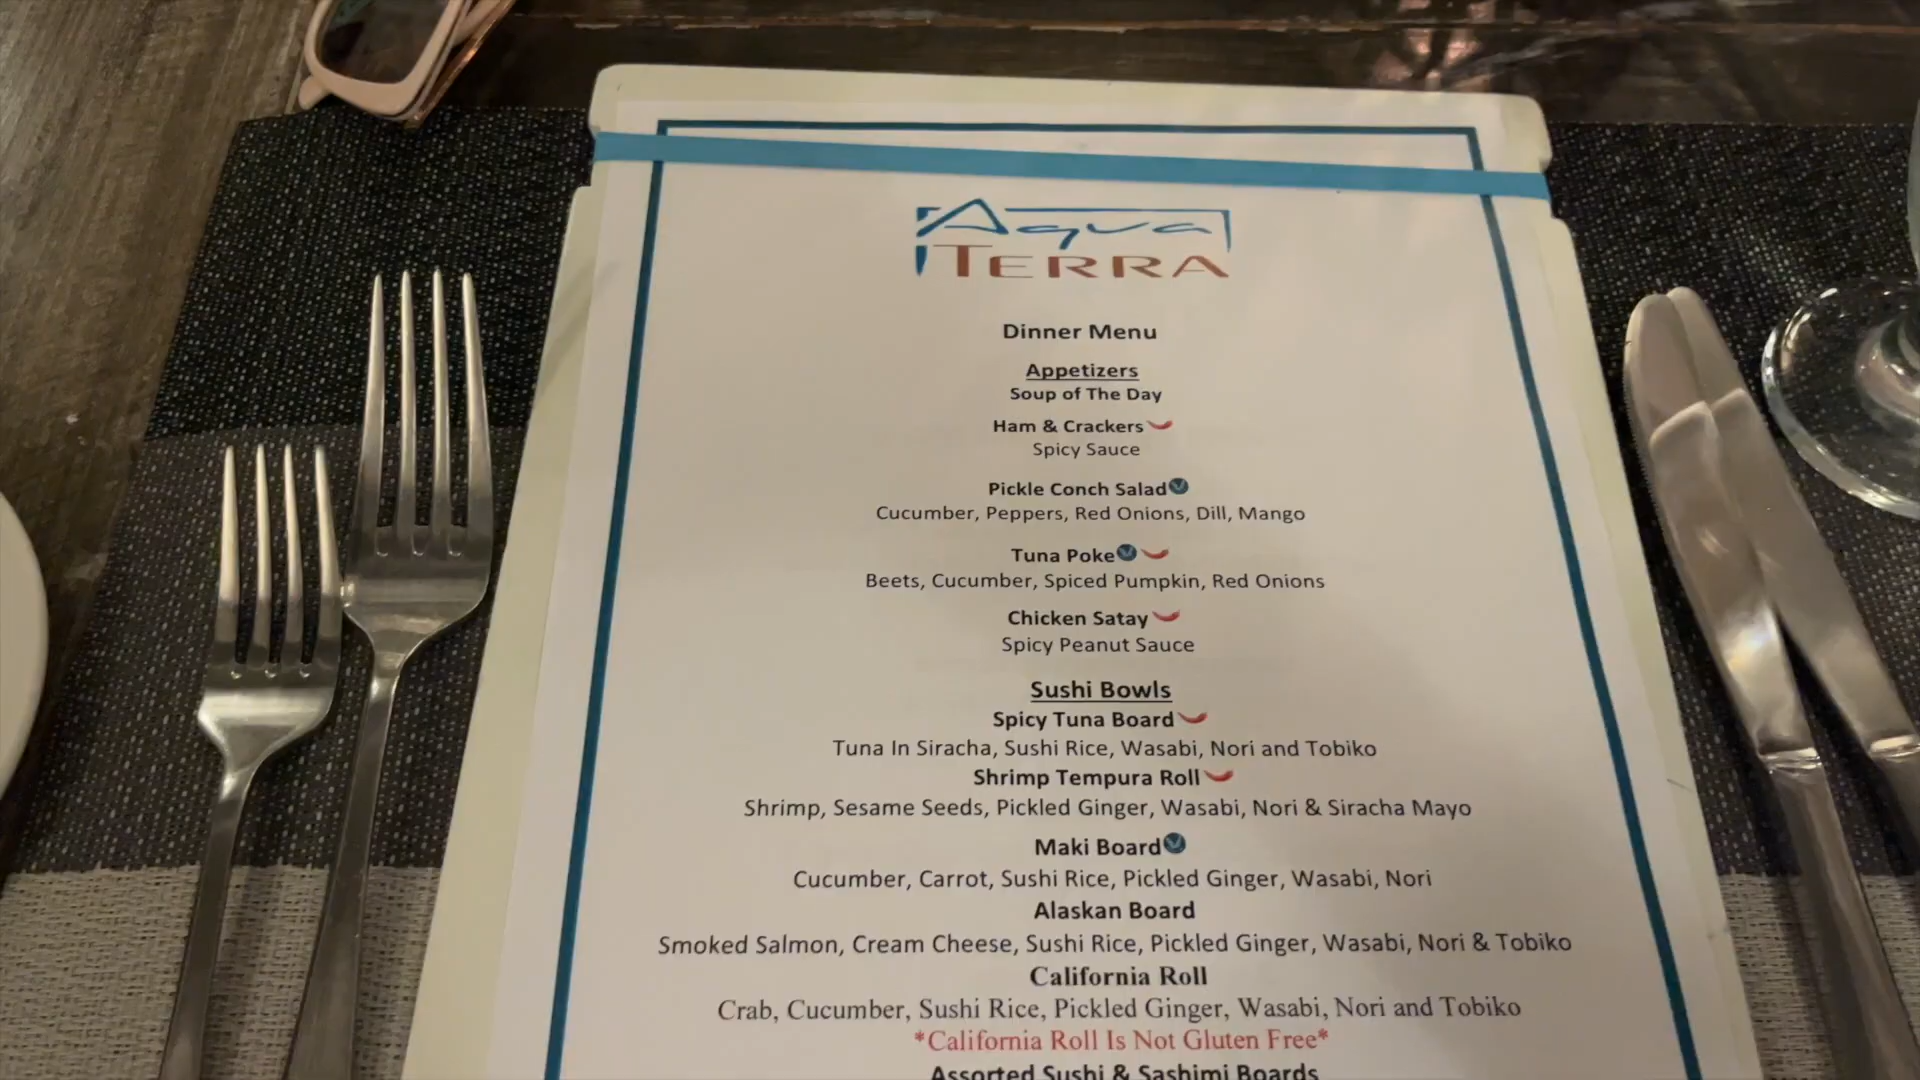 Aqua
TERRA
Dinner Menu
Appetizers
Soup of The Day
Ham & Crackers
Spicy Sauce
Pickle Conch Salad
Cucumber, Peppers, Red Onions, Dill, Mango
Tuna Poke
Beets, Cucumber, Spiced Pumpkin, Red Onions
Chicken Satay
Spicy Peanut Sauce
Sushi Bowls
Spicy Tuna Board
Tuna In Siracha, Sushi Rice, Wasabi, Nori and Tobiko
Shrimp Tempura Roll
Shrimp, Sesame Seeds, Pickled Ginger, Wasabi, Nori & Siracha Mayo
Maki Board
Cucumber, Carrot, Sushi Rice, Pickled Ginger, Wasabi, Nori
Alaskan Board
Smoked Salmon, Cream Cheese, Sushi Rice, Pickled Ginger, Wasabi, Nori & Tobiko
California Roll
Crab, Cucumber, Sushi Rice, Pickled Ginger, Wasabi, Nori and Tobiko
*California Roll Is Not Gluten Free*
Assorted Sushi & Sashimi Boards